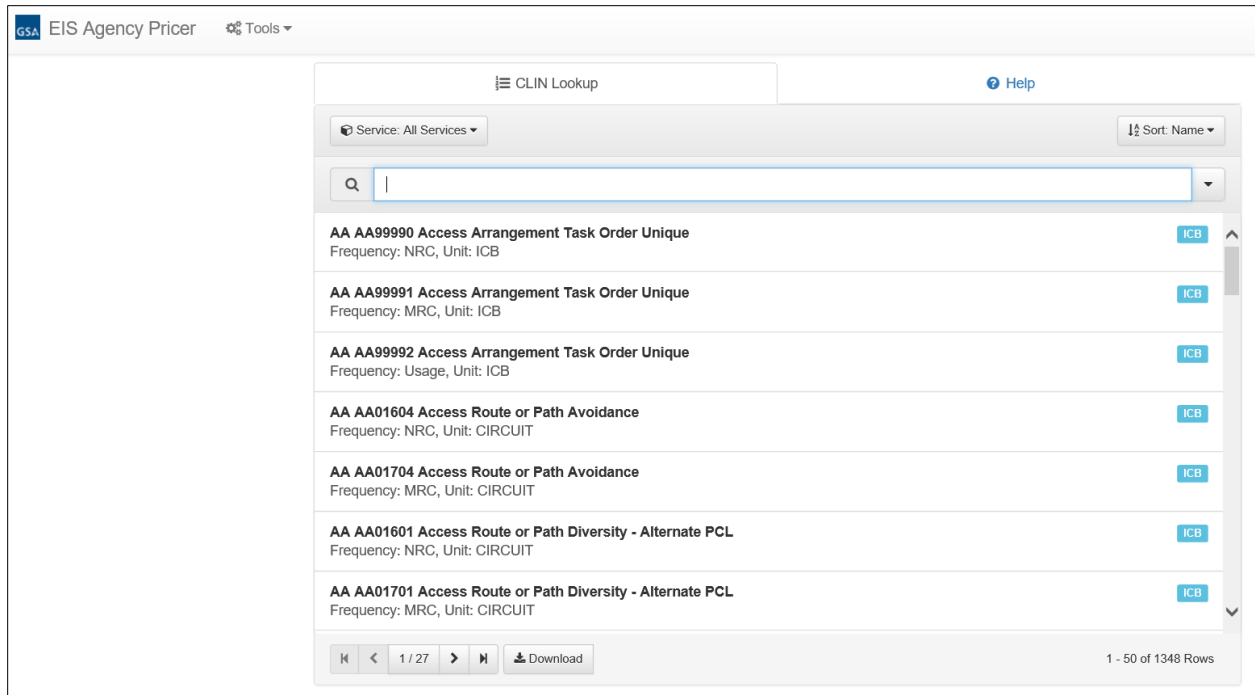 GSA EIS Agency Pricer Tools
CLIN Lookup Help
Service: All Services Sort: Name
AA AA99990 Access Arrangement Task Order Unique ICB
Frequency: NRC, Unit: ICB
AA AA99991 Access Arrangement Task Order Unique ICB
Frequency: MRC, Unit: ICB
AA AA99992 Access Arrangement Task Order Unique ICB
Frequency: Usage, Unit: ICB
AA AA01604 Access Route or Path Avoidance ICB
Frequency: NRC, Unit: CIRCUIT
AA AA01704 Access Route or Path Avoidance ICB
Frequency: MRC, Unit: CIRCUIT
AA AA01601 Access Route or Path Diversity - Alternate PCL ICB
Frequency: NRC, Unit: CIRCUIT
AA AA01701 Access Route or Path Diversity - Alternate PCL ICB
Frequency: MRC, Unit: CIRCUIT
1 / 27 Download 1 - 50 of 1348 Rows